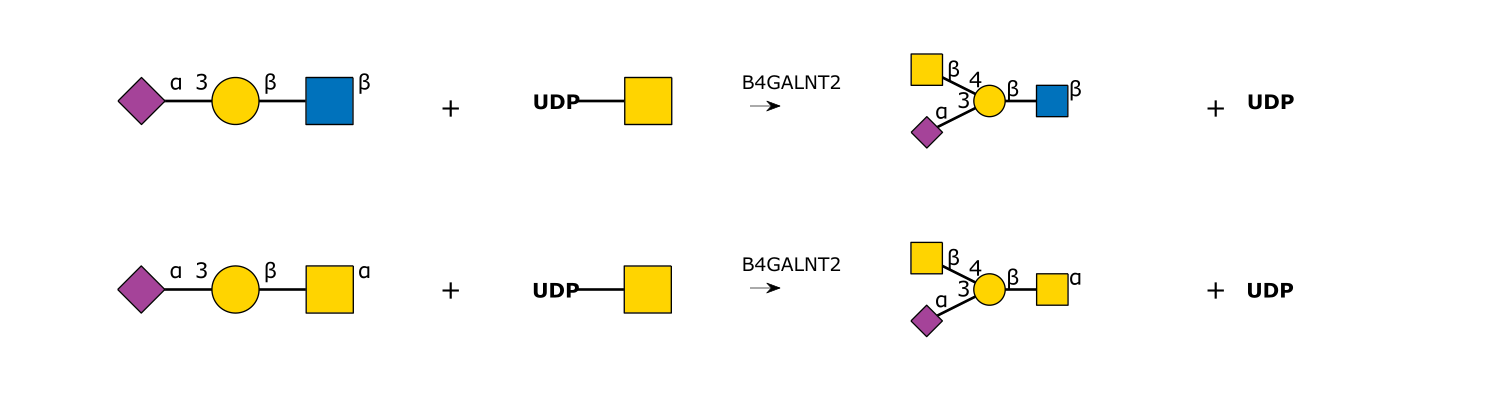 α 3 β β + UDP B4GALNT2 β 4 3 α β β + UDP
α 3 β α + UDP B4GALNT2 β 4 3 α β α + UDP